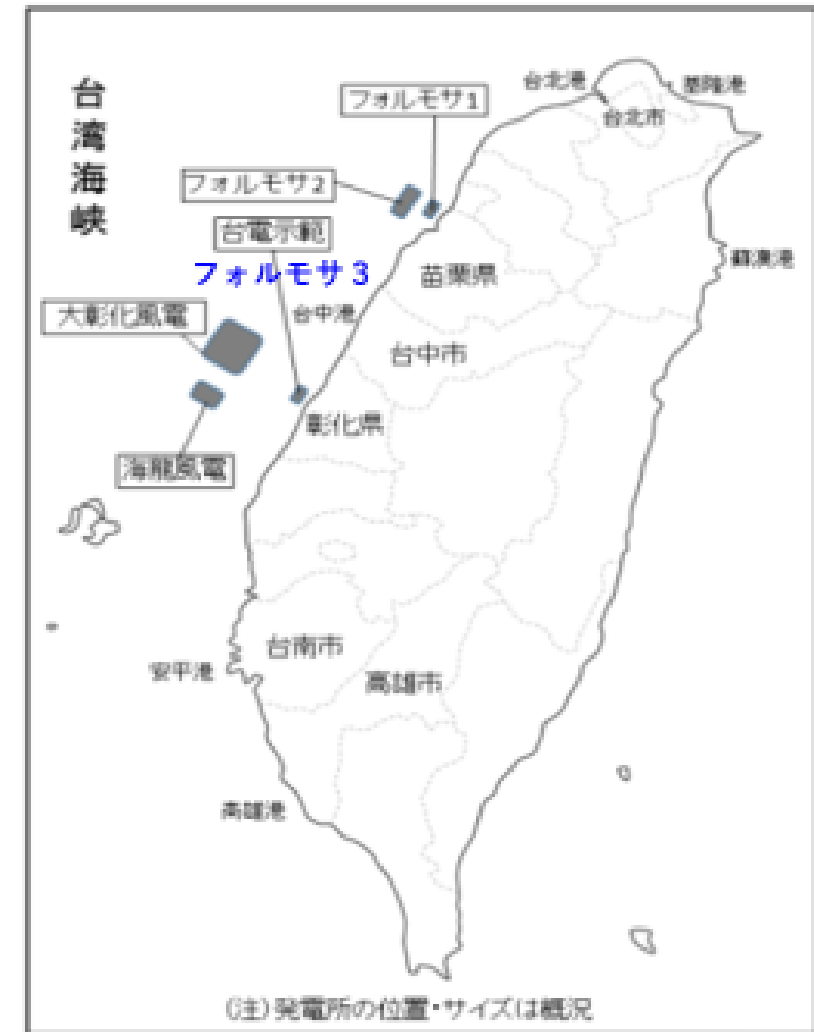 台湾海峡
台北港
基隆港
フォルモサ1
台北市
フォルモサ2
台電示範
蘇澳港
フォルモサ3
苗栗県
大彰化風電
台中港
台中市
彰化県
海龍風電
台南市
安平港
高雄市
高雄港
(注)発電所の位置・サイズは概況